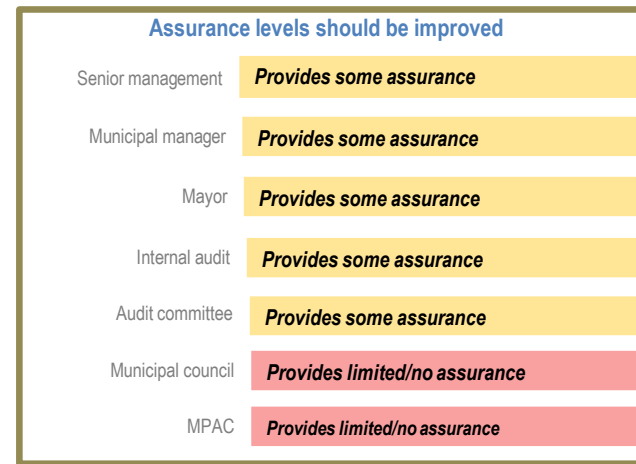 Assurance levels should be improved
Senior management Provides some assurance
Municipal manager Provides some assurance
Mayor Provides some assurance
Internal audit Provides some assurance
Audit committee Provides some assurance
Municipal council Provides limited/no assurance
MPAC Provides limited/no assurance